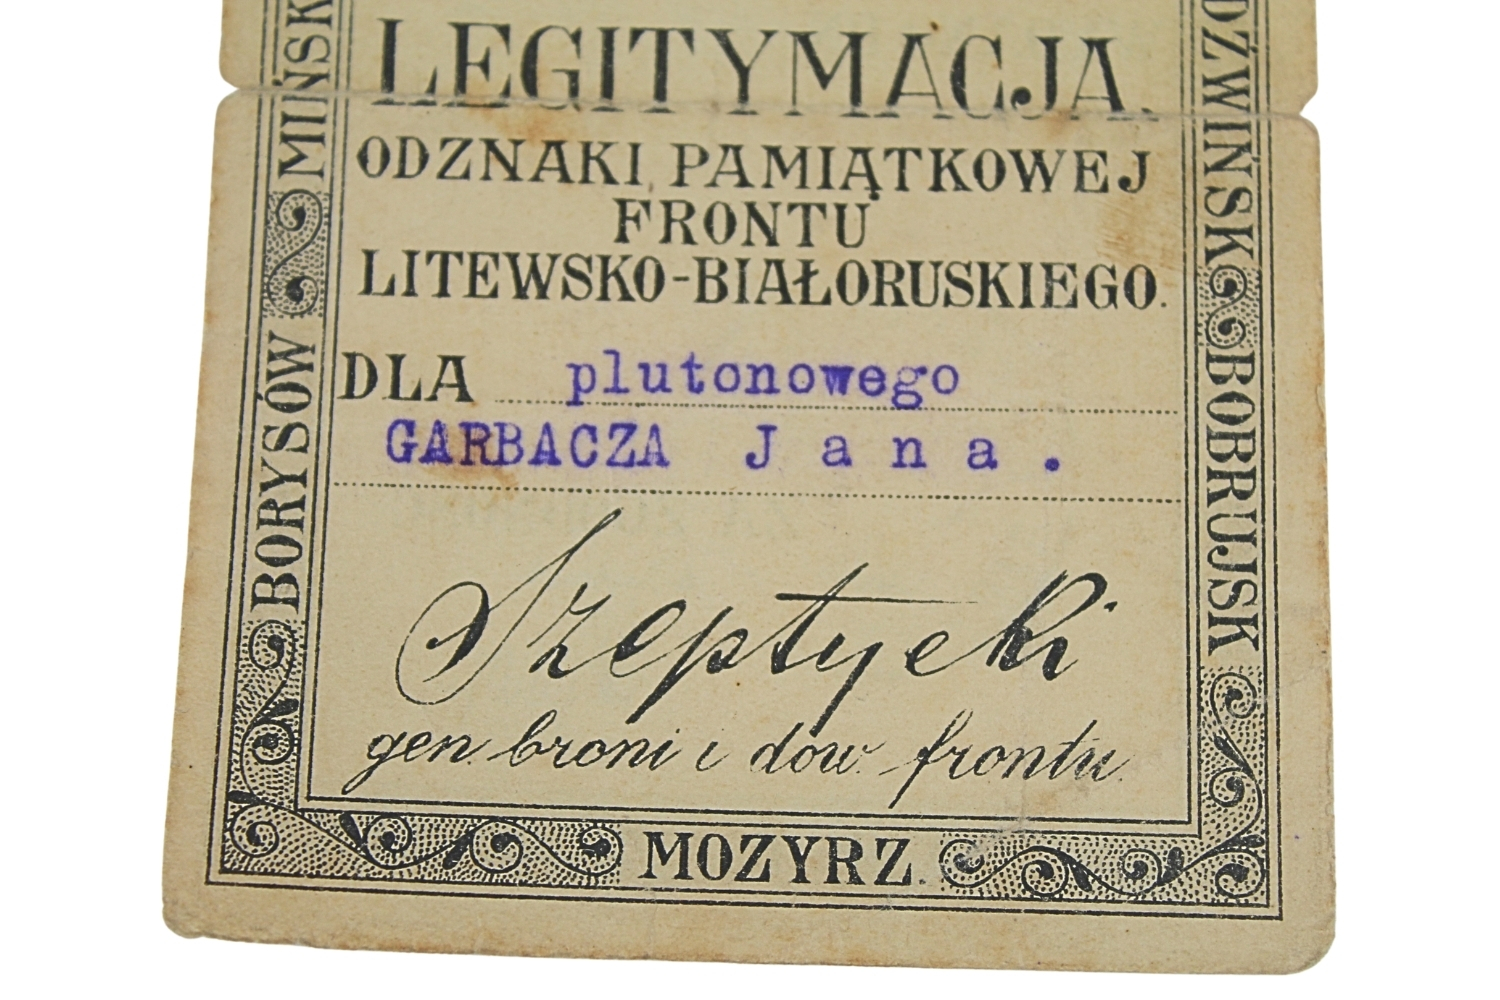 LEGITYMACJA.
ODZNAKI PAMIĄTKOWEJ
FRONTU
LITEWSKO-BIAŁORUSKIEGO.
DLA plutonowego
GARBACZA Jana.
Szeptycki
gen. broni i dow. frontu.
MIŃSK
BORYSÓW
DŹWIŃSK
BOBRUJSK
MOZYRZ.